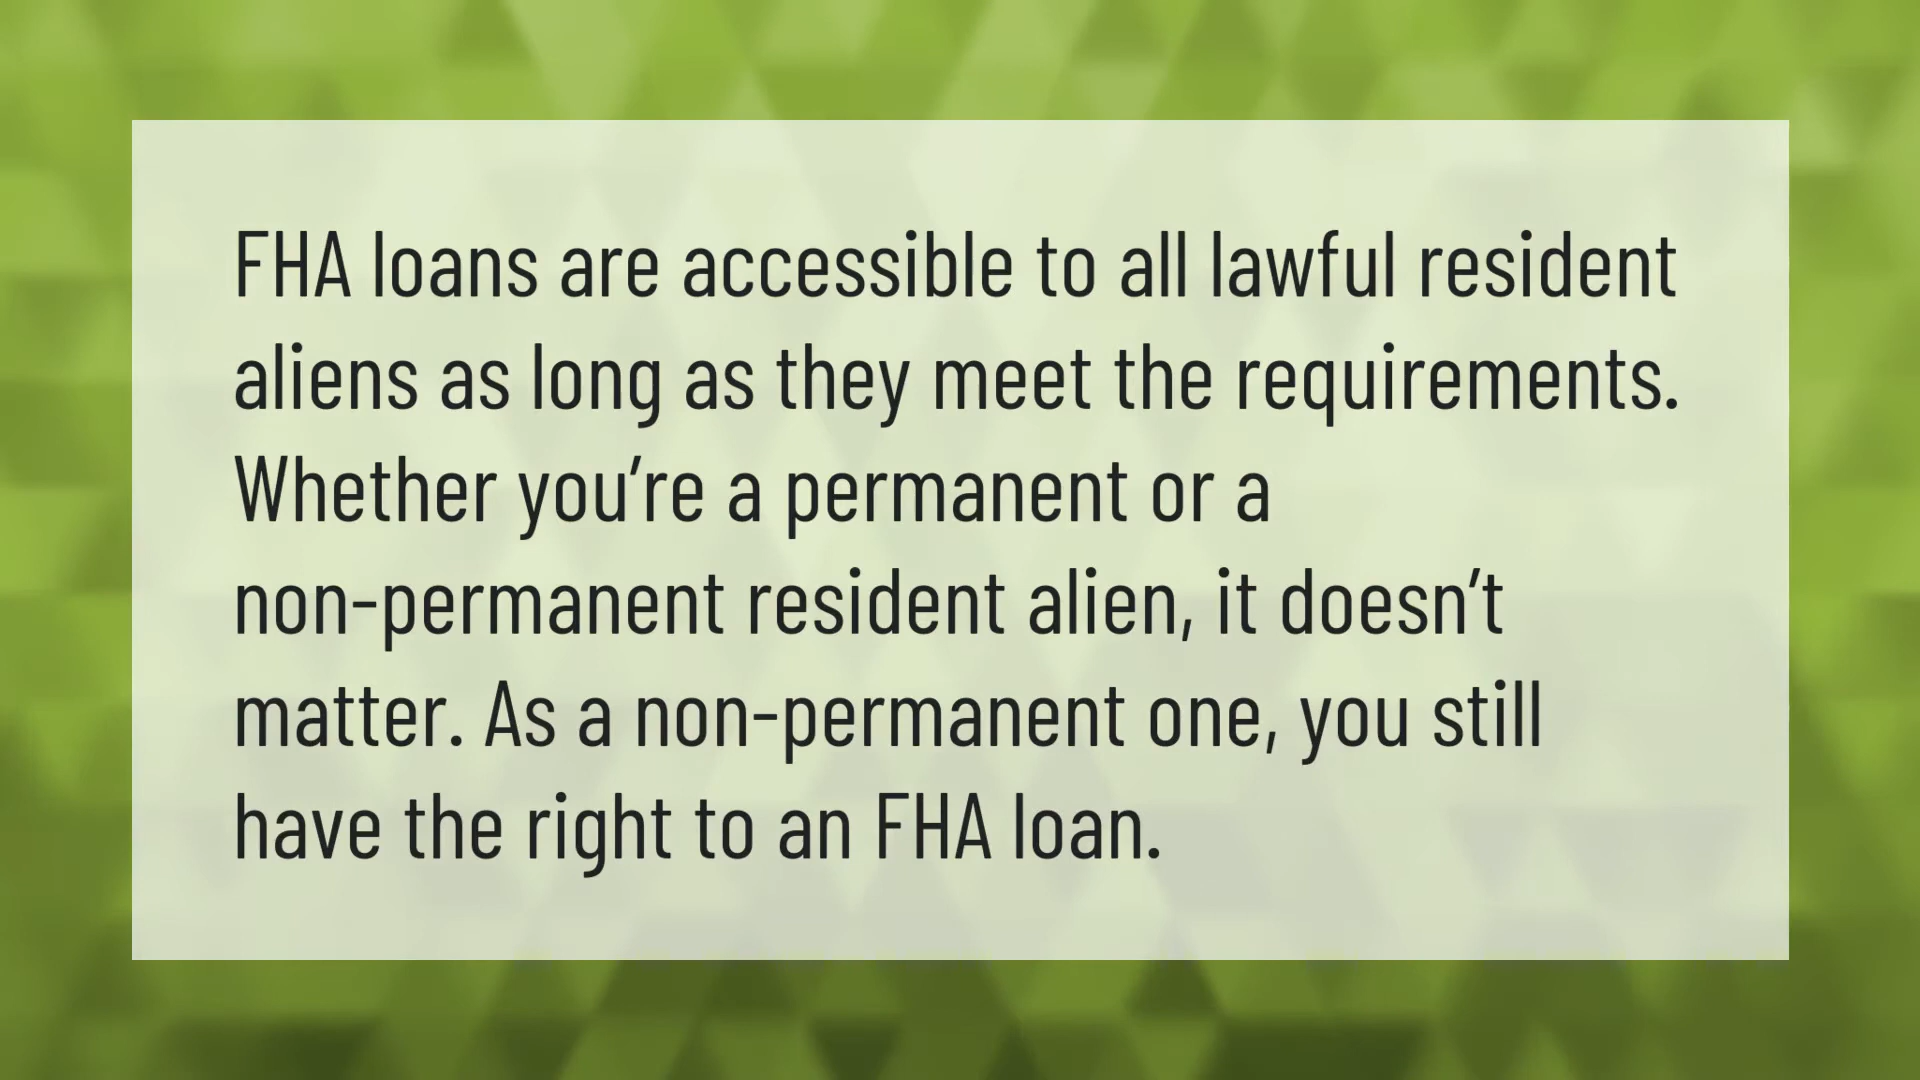 FHA loans are accessible to all lawful resident
aliens as long as they meet the requirements.
Whether you’re a permanent or a
non-permanent resident alien, it doesn’t
matter. As a non-permanent one, you still
have the right to an FHA loan.